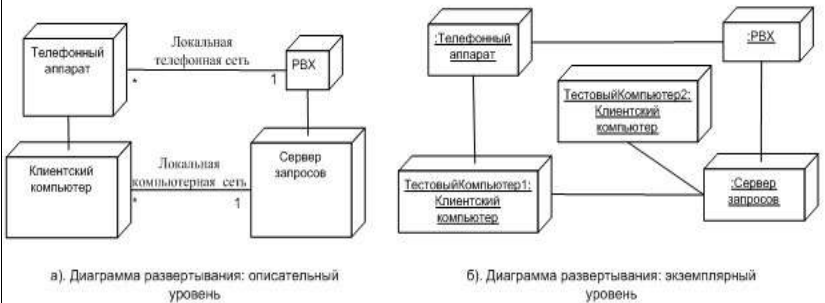 Телефонный
аппарат
Локальная
телефонная сеть
*
1
PBX
Клиентский
компьютер
Локальная
компьютерная сеть
*
1
Сервер
запросов
а). Диаграмма развертывания: описательный
уровень
:Телефонный
аппарат
:PBX
ТестовыйКомпьютер2:
Клиентский
компьютер
ТестовыйКомпьютер1:
Клиентский
компьютер
:Сервер
запросов
б). Диаграмма развертывания: экземплярный
уровень